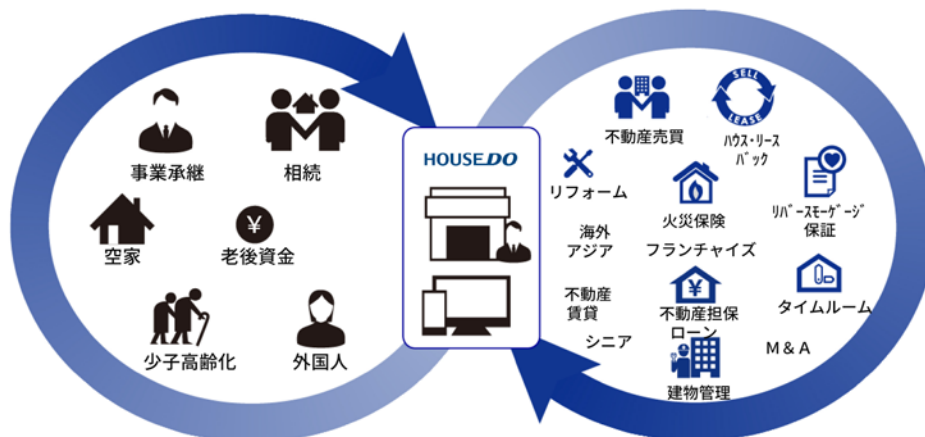 事業承継
相続
空家
¥
老後資金
少子高齢化
外国人
HOUSEDO
不動産売買
SELL
LEASE
ﾊｳｽ・ﾘｰｽ
ﾊﾞｯｸ
リフォーム
火災保険
ﾘﾊﾞｰｽﾓｰｹﾞｰｼﾞ
保証
海外
アジア
フランチャイズ
不動産
賃貸
¥
不動産担保
ローン
タイムルーム
シニア
M & A
建物管理